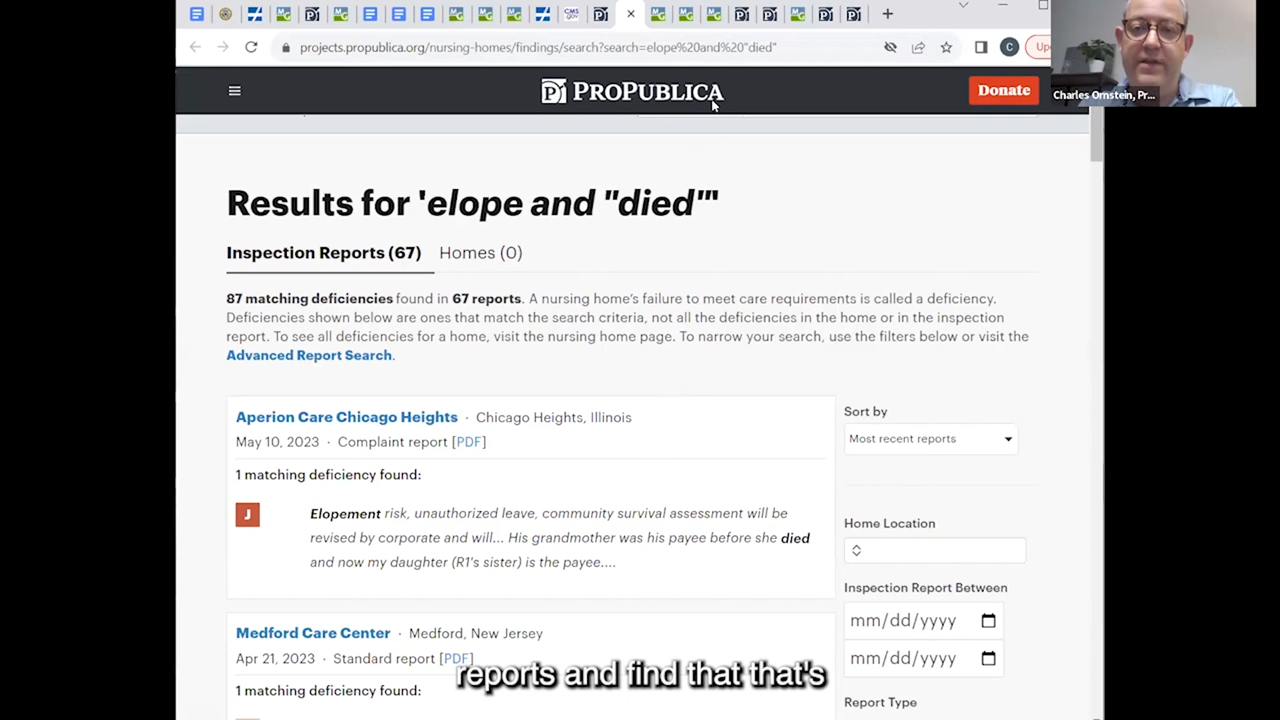 projects.propublica.org/nursing-homes/findings/search?search=elope%20and%20"died"
C
PROPUBLICA
Donate
Charles Ornstein, Pr...
Results for 'elope and "died"'
Inspection Reports (67)
Homes (0)
87 matching deficiencies found in 67 reports. A nursing home's failure to meet care requirements is called a deficiency.
Deficiencies shown below are ones that match the search criteria, not all the deficiencies in the home or in the inspection
report. To see all deficiencies for a home, visit the nursing home page. To narrow your search, use the filters below or visit the
Advanced Report Search.
Aperion Care Chicago Heights · Chicago Heights, Illinois
May 10, 2023 · Complaint report [PDF]
1 matching deficiency found:
J
Elopement risk, unauthorized leave, community survival assessment will be
revised by corporate and will... His grandmother was his payee before she died
and now my daughter (R1's sister) is the payee....
Medford Care Center · Medford, New Jersey
Apr 21, 2023 · Standard report [PDF]
1 matching deficiency found:
Sort by
Most recent reports
Home Location
Inspection Report Between
mm/dd/yyyy
mm/dd/yyyy
Report Type
reports and find that that's